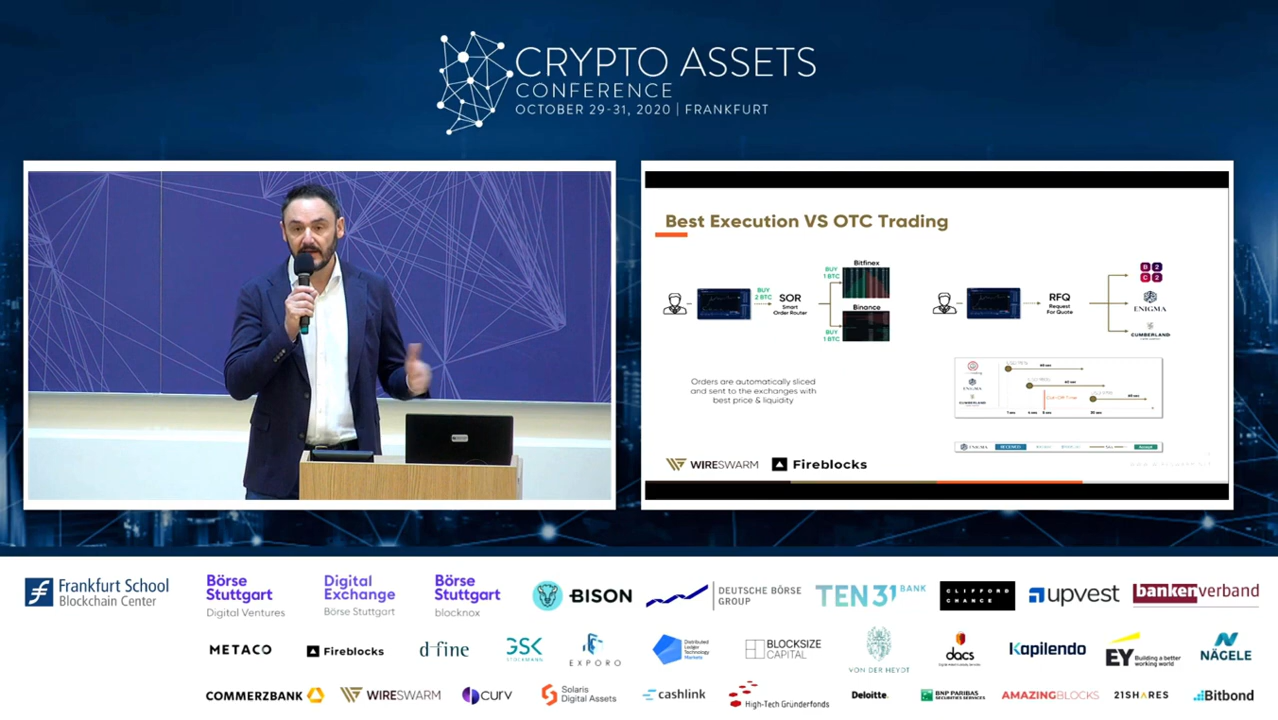 CRYPTO ASSETS
CONFERENCE
OCTOBER 29-31, 2020 | FRANKFURT
Best Execution VS OTC Trading
BUY
2 BTC
SOR
Smart
Order Router
BUY
1 BTC
Bitfinex
Binance
BUY
1 BTC
RFQ
Request
For Quote
B 2
C 2
ENIGMA
CUMBERLAND
Orders are automatically sliced
and sent to the exchanges with
best price & liquidity
ENIGMA
CUMBERLAND
ENIGMA
WIRESWARM
Fireblocks
Frankfurt School
Blockchain Center
Börse
Stuttgart
Digital Ventures
Digital
Exchange
Börse Stuttgart
Börse
Stuttgart
blocknox
BISON
DEUTSCHE BÖRSE
GROUP
TEN31 BANK
CLIFFORD
CHANCE
upvest
bankenverband
METACO
Fireblocks
d-fine
GSK
STOCKMANN
EXPORO
Distributed
Ledger Technology
Markets
BLOCKSIZE
CAPITAL
VON DER HEYDT
dacs
Kapilendo
EY
Building a better
working world
NÄGELE
COMMERZBANK
WIRESWARM
curv
Solaris
Digital Assets
cashlink
High-Tech Gründerfonds
Deloitte.
BNP PARIBAS
SECURITIES SERVICES
AMAZINGBLOCKS
21SHARES
Bitbond